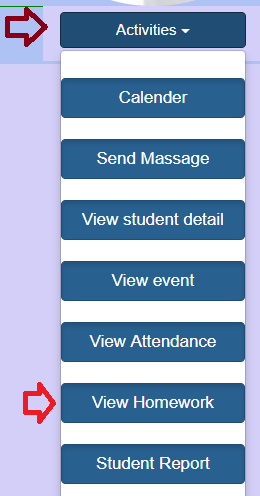 Activities
Calender
Send Massage
View student detail
View event
View Attendance
View Homework
Student Report